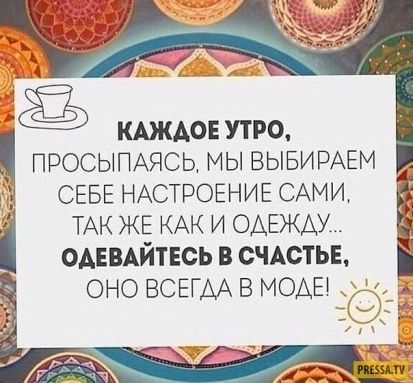 КАЖДОЕ УТРО,
ПРОСЫПАЯСЬ, МЫ ВЫБИРАЕМ
СЕБЕ НАСТРОЕНИЕ САМИ,
ТАК ЖЕ КАК И ОДЕЖДУ...
ОДЕВАЙТЕСЬ В СЧАСТЬЕ,
ОНО ВСЕГДА В МОДЕ!
PRESSA.TV